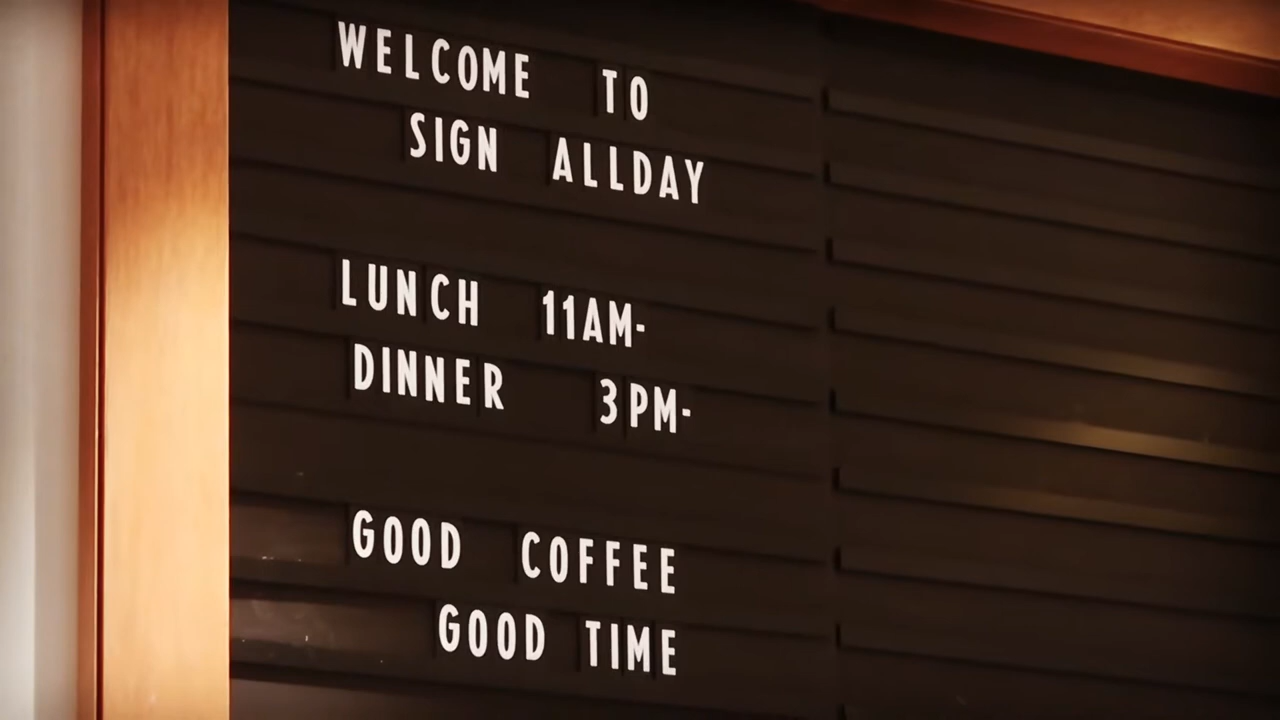 WELCOME TO
SIGN ALLDAY
LUNCH 11AM-
DINNER 3PM-
GOOD COFFEE
GOOD TIME